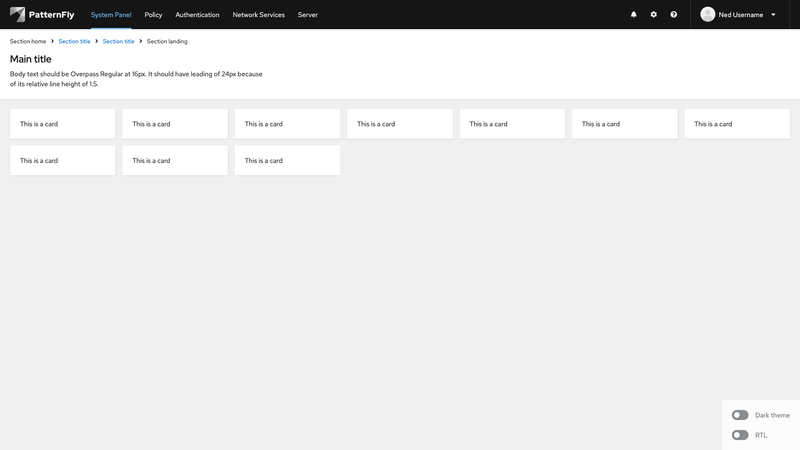 PatternFly
System Panel Policy Authentication Network Services Server
Ned Username
Section home Section title Section title Section landing
Main title
Body text should be Overpass Regular at 16px. It should have leading of 24px because
of its relative line height of 1.5.
This is a card This is a card This is a card This is a card This is a card This is a card This is a card
This is a card This is a card This is a card
Dark theme
RTL